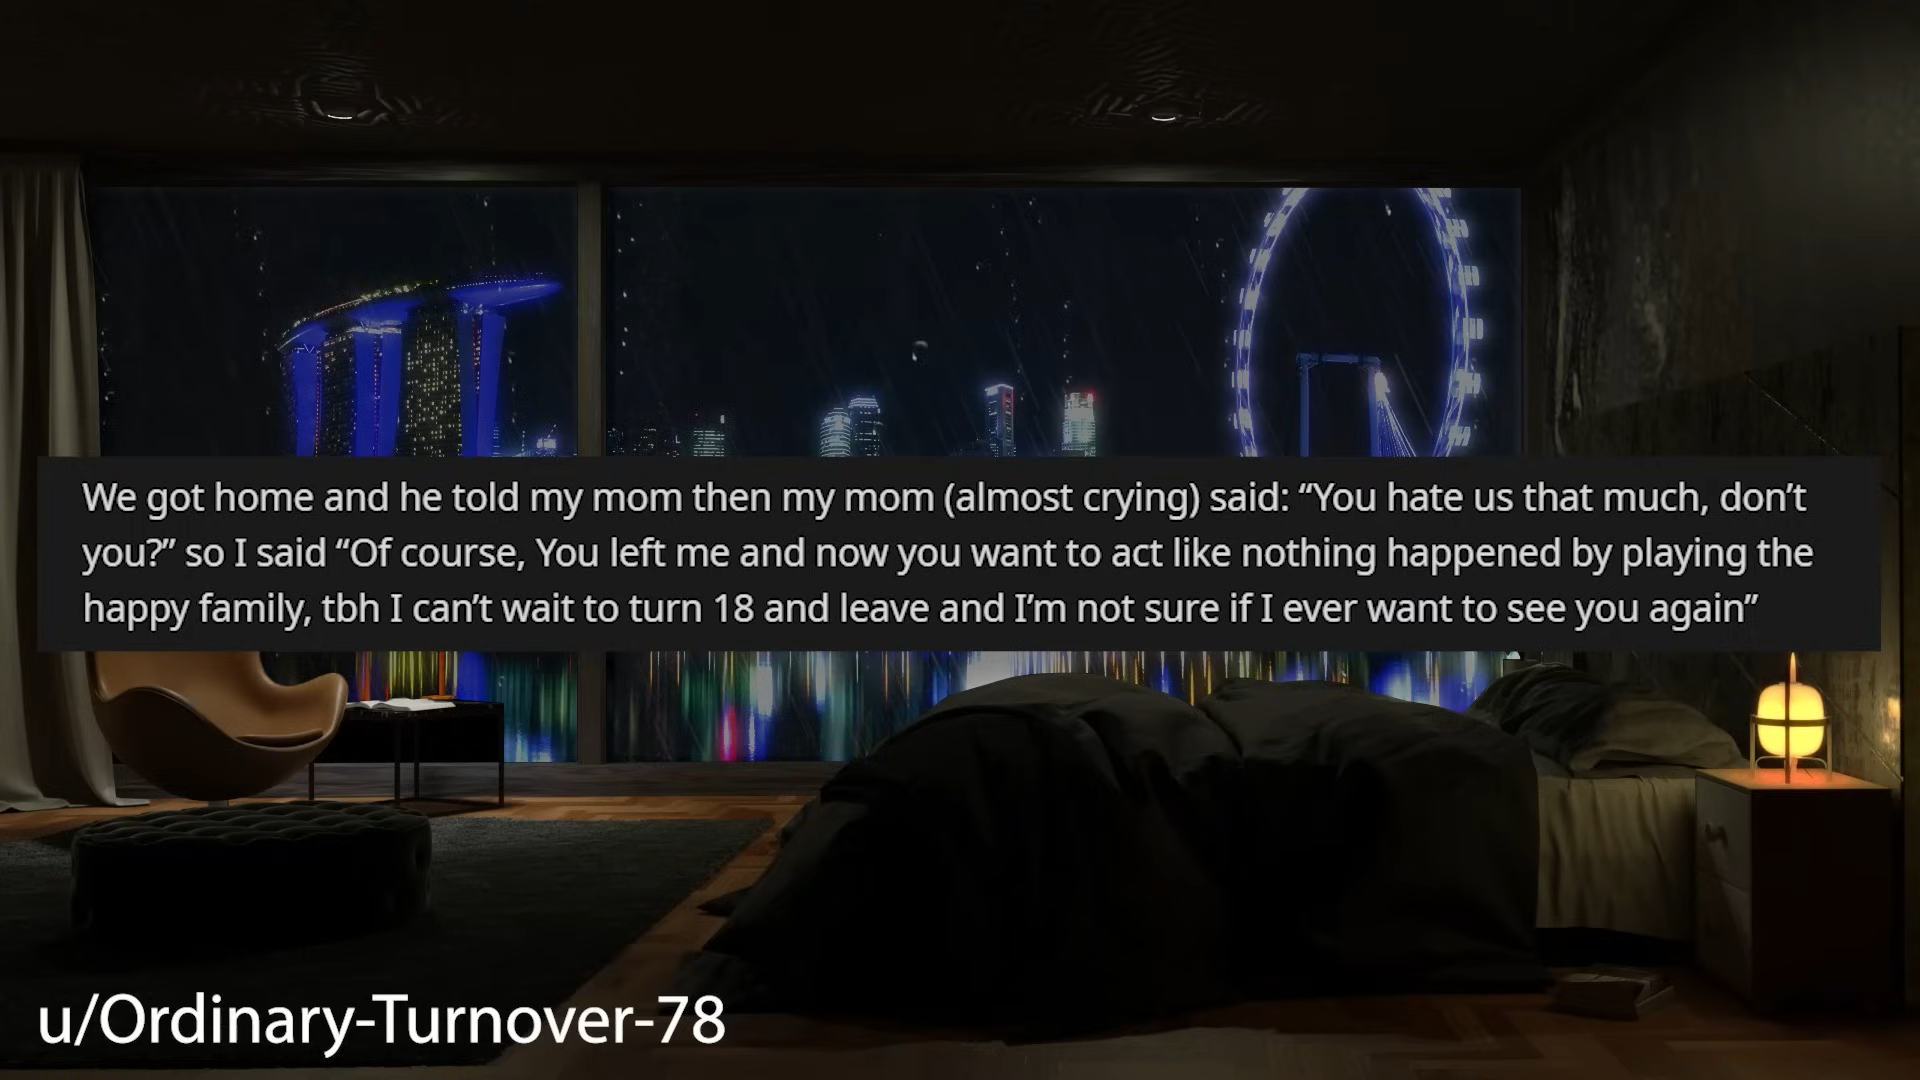 We got home and he told my mom then my mom (almost crying) said: “You hate us that much, don’t
you?” so I said “Of course, You left me and now you want to act like nothing happened by playing the
happy family, tbh I can’t wait to turn 18 and leave and I’m not sure if I ever want to see you again”
u/Ordinary-Turnover-78